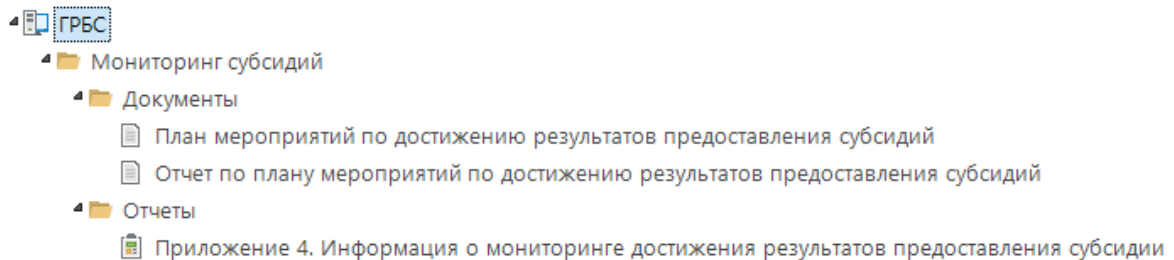 ГРБС
Мониторинг субсидий
Документы
План мероприятий по достижению результатов предоставления субсидий
Отчет по плану мероприятий по достижению результатов предоставления субсидий
Отчеты
Приложение 4. Информация о мониторинге достижения результатов предоставления субсидии